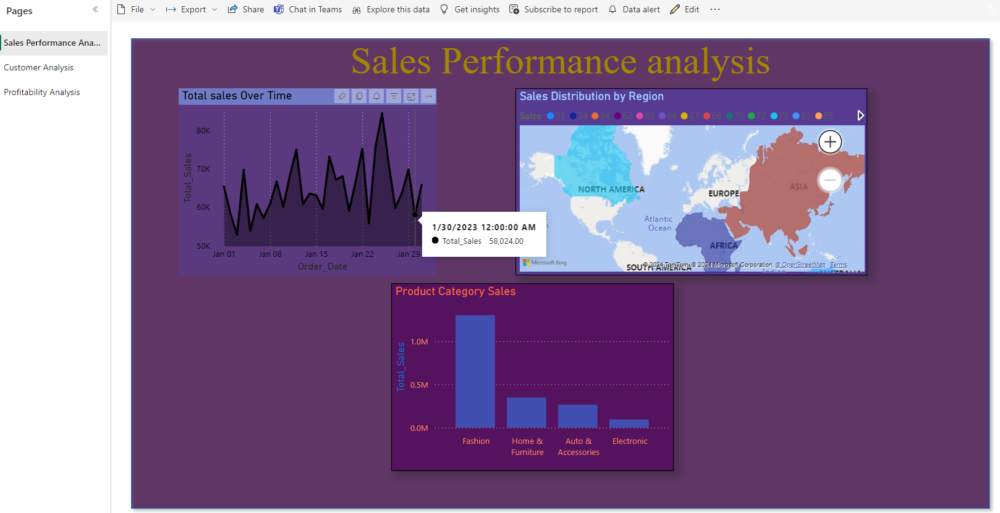 Pages
File
Export
Share
Chat in Teams
Explore this data
Get insights
Subscribe to report
Data alert
Edit
Sales Performance Ana...
Customer Analysis
Profitability Analysis
Sales Performance analysis
Total sales Over Time
Total_Sales
80K
70K
60K
50K
Jan 01
Jan 08
Jan 15
Jan 22
Jan 29
Order_Date
1/30/2023 12:00:00 AM
Total_Sales 58,024.00
Sales Distribution by Region
Sales 33 34 54 62 65 66 67 68 70 72 78 83 85
NORTH AMERICA
EUROPE
ASIA
Atlantic
Ocean
AFRICA
SOUTH AMERICA
Microsoft Bing
© 2024 TomTom, © 2024 Microsoft Corporation, © OpenStreetMap Terms
Indian
AUSTRALIA
Product Category Sales
Total_Sales
1.0M
0.5M
0.0M
Fashion
Home &
Furniture
Auto &
Accessories
Electronic